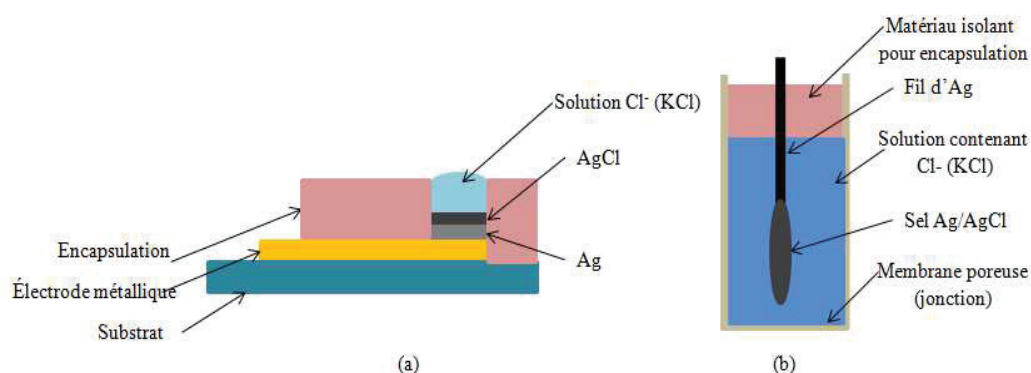 Solution Cl⁻ (KCl)
AgCl
Ag
Encapsulation
Électrode métallique
Substrat
(a)
Matériau isolant
pour encapsulation
Fil d'Ag
Solution contenant
Cl- (KCl)
Sel Ag/AgCl
Membrane poreuse
(jonction)
(b)